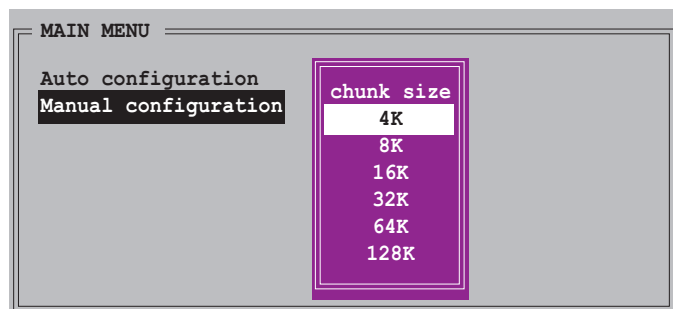 MAIN MENU
Auto configuration
Manual configuration
chunk size
4K
8K
16K
32K
64K
128K